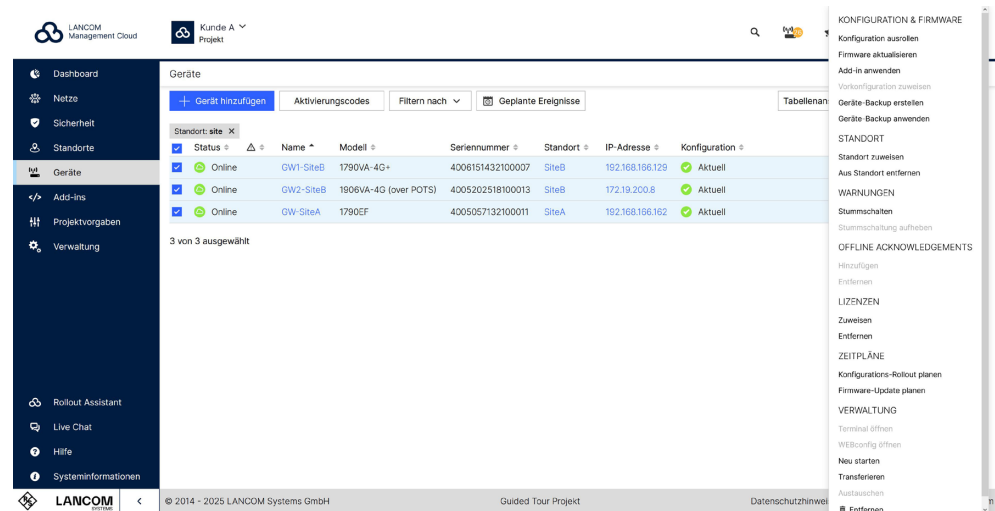 LANCOM
Management Cloud
Kunde A
Projekt
Dashboard
Netze
Sicherheit
Standorte
Geräte
Add-ins
Projektvorgaben
Verwaltung
Rollout Assistant
Live Chat
Hilfe
Systeminformationen
LANCOM
SYSTEMS
Geräte
Gerät hinzufügen
Aktivierungscodes
Filtern nach
Geplante Ereignisse
Standort: site X
Status Name Modell Seriennummer Standort IP-Adresse Konfiguration
Online GW1-SiteB 1790VA-4G+ 4006151432100007 SiteB 192.168.166.129 Aktuell
Online GW2-SiteB 1906VA-4G (over POTS) 4005202518100013 SiteB 172.19.200.8 Aktuell
Online GW-SiteA 1790EF 4005057132100011 SiteA 192.168.166.162 Aktuell
3 von 3 ausgewählt
© 2014 - 2025 LANCOM Systems GmbH
Guided Tour Projekt
KONFIGURATION & FIRMWARE
Konfiguration ausrollen
Firmware aktualisieren
Add-in anwenden
Vorkonfiguration zuweisen
Geräte-Backup erstellen
Geräte-Backup anwenden
STANDORT
Standort zuweisen
Aus Standort entfernen
WARNUNGEN
Stummschalten
Stummschaltung aufheben
OFFLINE ACKNOWLEDGEMENTS
Hinzufügen
Entfernen
LIZENZEN
Zuweisen
Entfernen
ZEITPLÄNE
Konfigurations-Rollout planen
Firmware-Update planen
VERWALTUNG
Terminal öffnen
WEBconfig öffnen
Neu starten
Transferieren
Austauschen
Entfernen